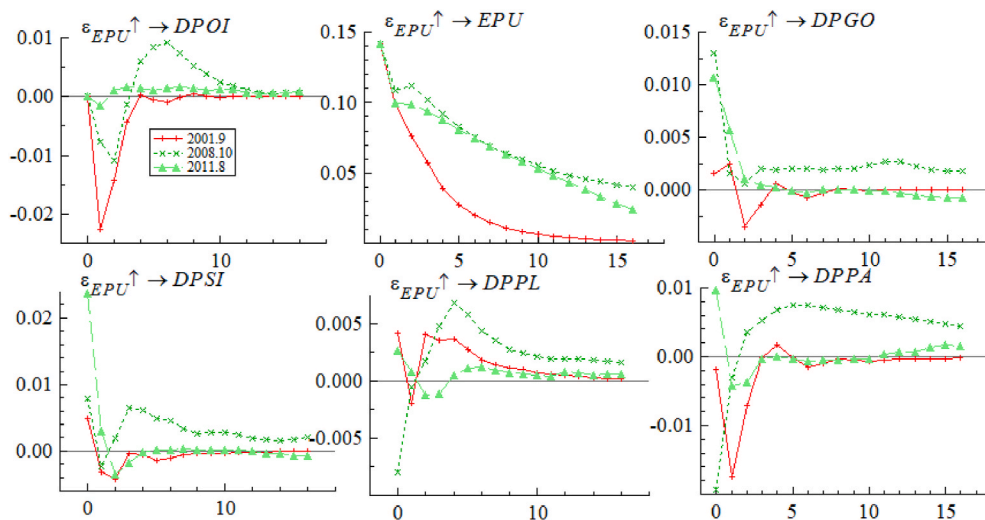 ε_EPU↑ → DPOI
ε_EPU↑ → EPU
ε_EPU↑ → DPGO
0.01
0.00
-0.01
-0.02
2001.9
2008.10
2011.8
0 10
0.15
0.10
0.05
0 5 10 15
0.015
0.010
0.005
0.000
0 5 10 15
ε_EPU↑ → DPSI
ε_EPU↑ → DPPL
ε_EPU↑ → DPPA
0.02
0.01
0.00
0 10
0.005
0.000
-0.005
0 5 10 15
0.01
0.00
-0.01
0 5 10 15